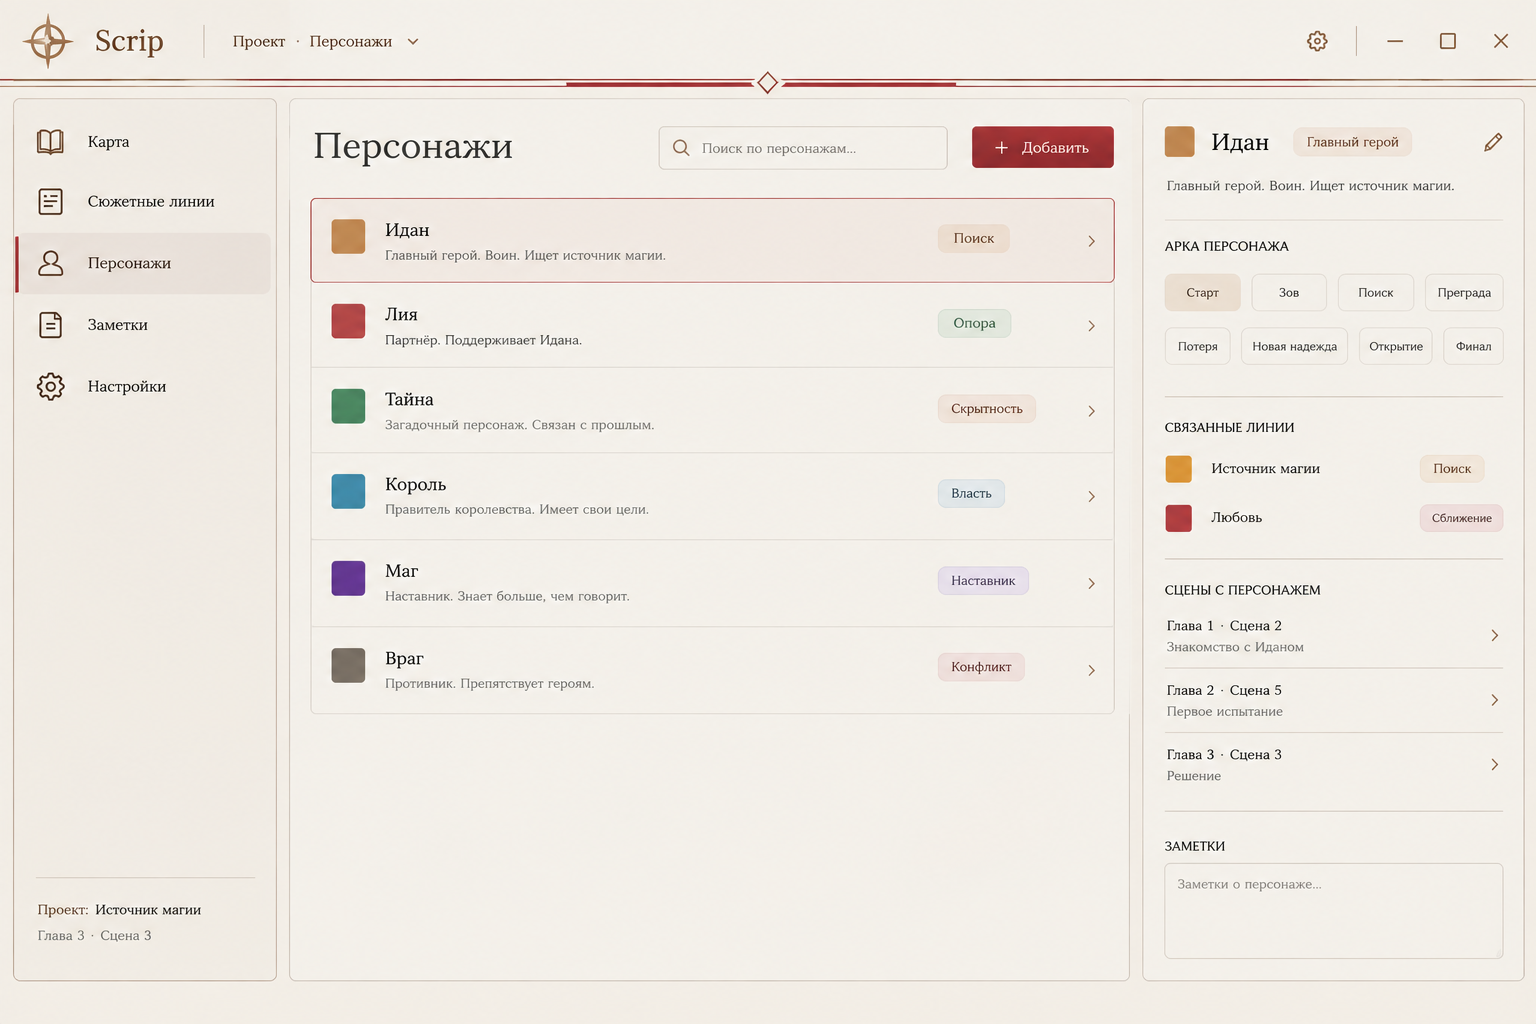 Scrip
Проект · Персонажи
Карта
Сюжетные линии
Персонажи
Заметки
Настройки
Проект: Источник магии
Глава 3 · Сцена 3
Персонажи
Поиск по персонажам...
+ Добавить
Идан
Главный герой. Воин. Ищет источник магии.
Поиск
Лия
Партнёр. Поддерживает Идана.
Опора
Тайна
Загадочный персонаж. Связан с прошлым.
Скрытность
Король
Правитель королевства. Имеет свои цели.
Власть
Маг
Наставник. Знает больше, чем говорит.
Наставник
Враг
Противник. Препятствует героям.
Конфликт
Идан
Главный герой
Главный герой. Воин. Ищет источник магии.
АРКА ПЕРСОНАЖА
Старт
Зов
Поиск
Преграда
Потеря
Новая надежда
Открытие
Финал
СВЯЗАННЫЕ ЛИНИИ
Источник магии
Поиск
Любовь
Сближение
СЦЕНЫ С ПЕРСОНАЖЕМ
Глава 1 · Сцена 2
Знакомство с Иданом
Глава 2 · Сцена 5
Первое испытание
Глава 3 · Сцена 3
Решение
ЗАМЕТКИ
Заметки о персонаже...